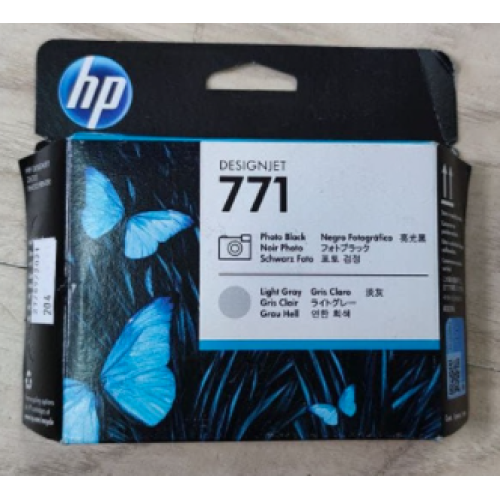 hp
DESIGNJET
771
Photo Black Negro Fotográfico 亮光黑
Noir Photo フォトブラック
Schwarz Foto 포토 검정
Light Gray Gris Claro 淡灰
Gris Clair ライトグレー
Grau Hell 연한 회색
204